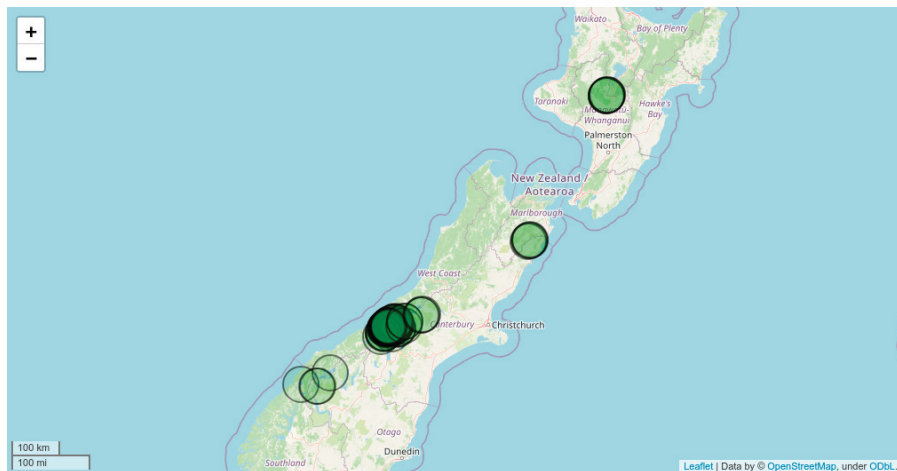 +
−
Waikato
Bay of Plenty
Taranaki
Hawke's
Bay
Manawatū-
Whanganui
Palmerston
North
New Zealand /
Aotearoa
Marlborough
West Coast
Canterbury
Christchurch
Otago
Dunedin
Southland
100 km
100 mi
Leaflet | Data by © OpenStreetMap, under ODbL.